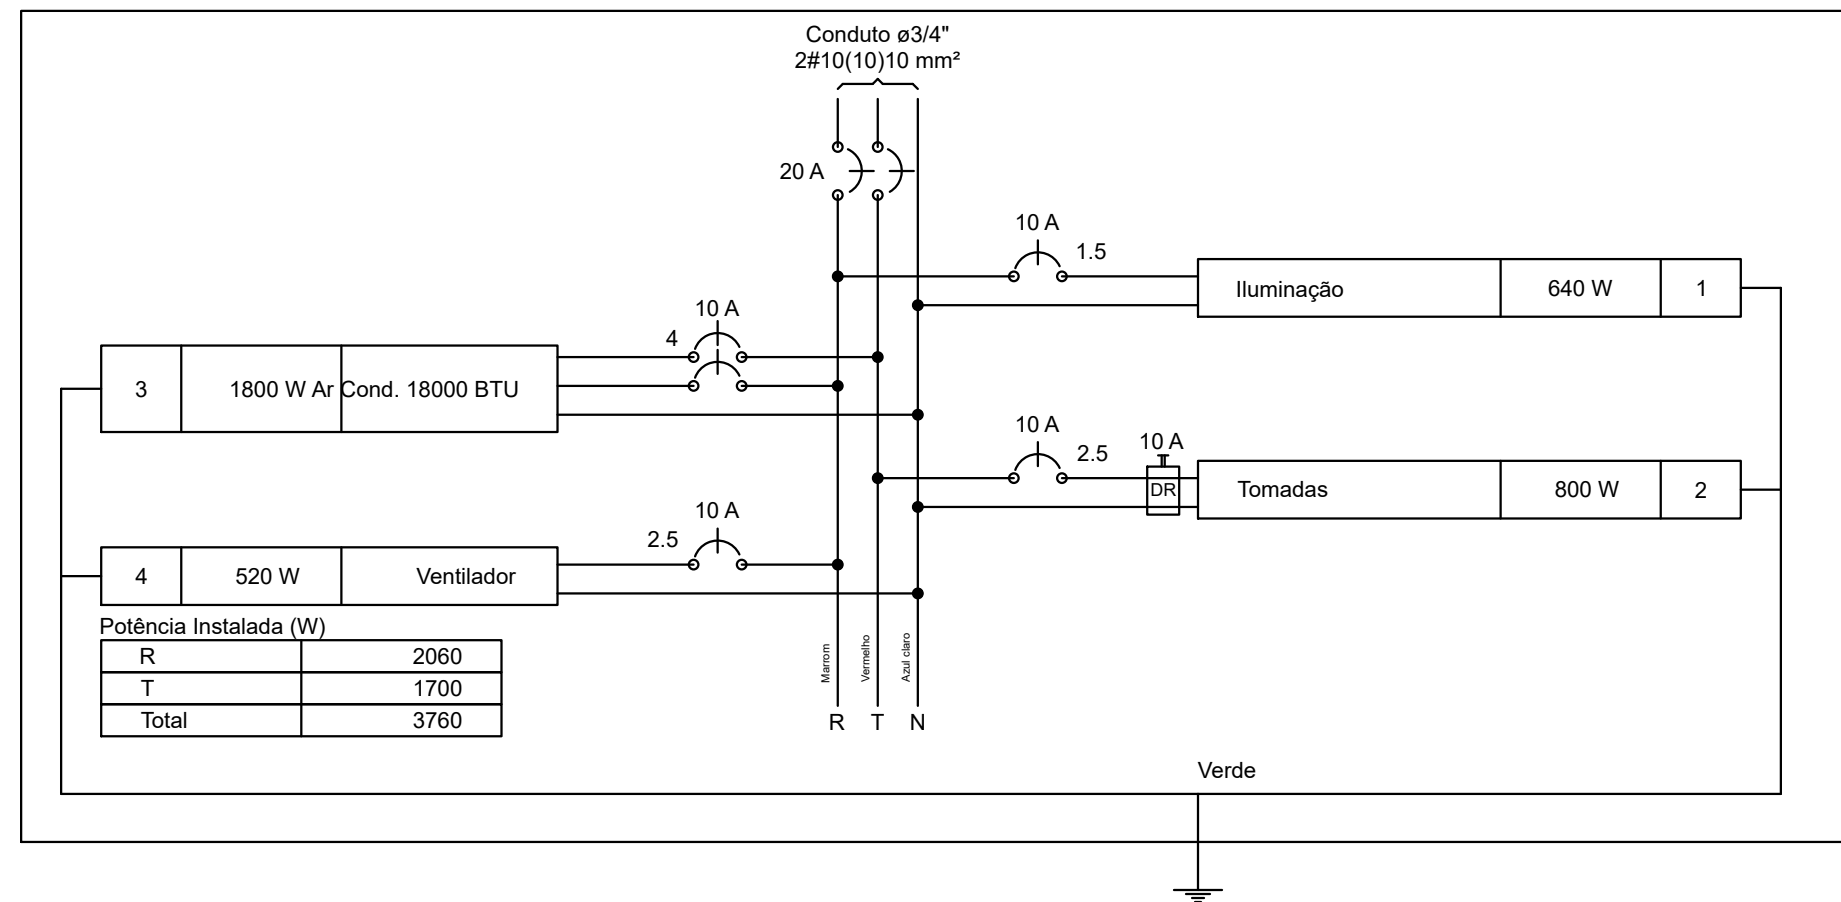 Conduto ø3/4"
2#10(10)10 mm²
20 A
10 A
1.5
Iluminação 640 W 1
10 A
4
3 1800 W Ar Cond. 18000 BTU
10 A
2.5
10 A
DR
Tomadas 800 W 2
10 A
2.5
4 520 W Ventilador
Potência Instalada (W)
R 2060
T 1700
Total 3760
Marrom
Vermelho
Azul claro
R T N
Verde